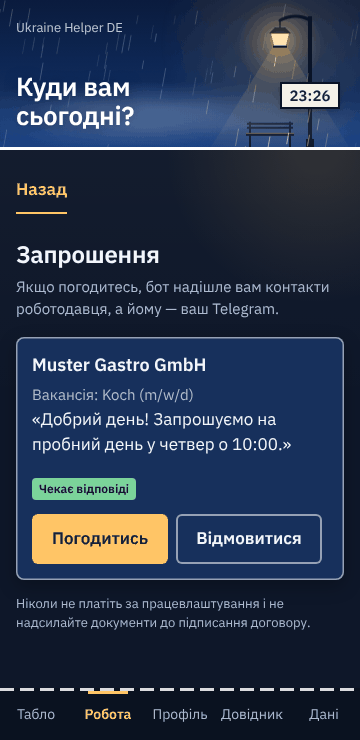 Ukraine Helper DE
Куди вам
сьогодні?
23:26
Назад
Запрошення
Якщо погодитесь, бот надішле вам контакти
роботодавця, а йому — ваш Telegram.
Muster Gastro GmbH
Вакансія: Koch (m/w/d)
«Добрий день! Запрошуємо на
пробний день у четвер о 10:00.»
Чекає відповіді
Погодитись
Відмовитися
Ніколи не платіть за працевлаштування і не
надсилайте документи до підписання договору.
Табло
Робота
Профіль
Довідник
Дані